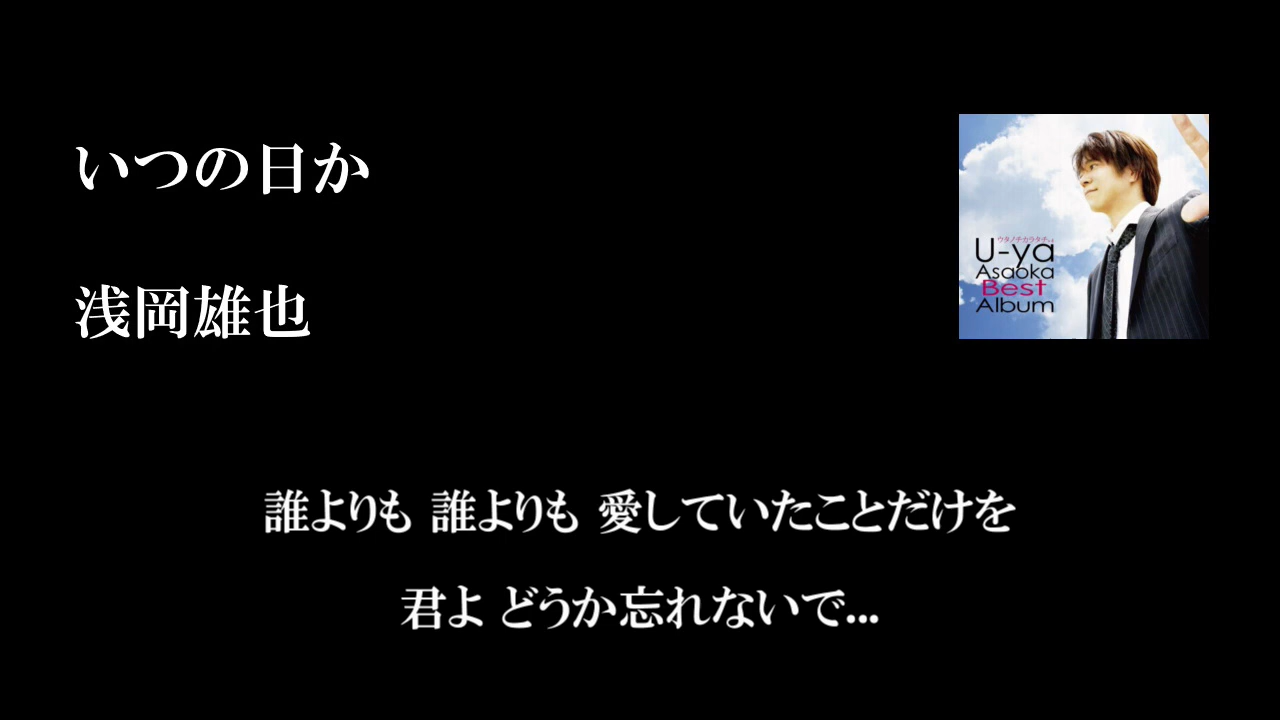 いつの日か
浅岡雄也
ウタノチカラタチ
U-ya
Asaoka
Best
Album
誰よりも 誰よりも 愛していたことだけを
君よ どうか忘れないで...